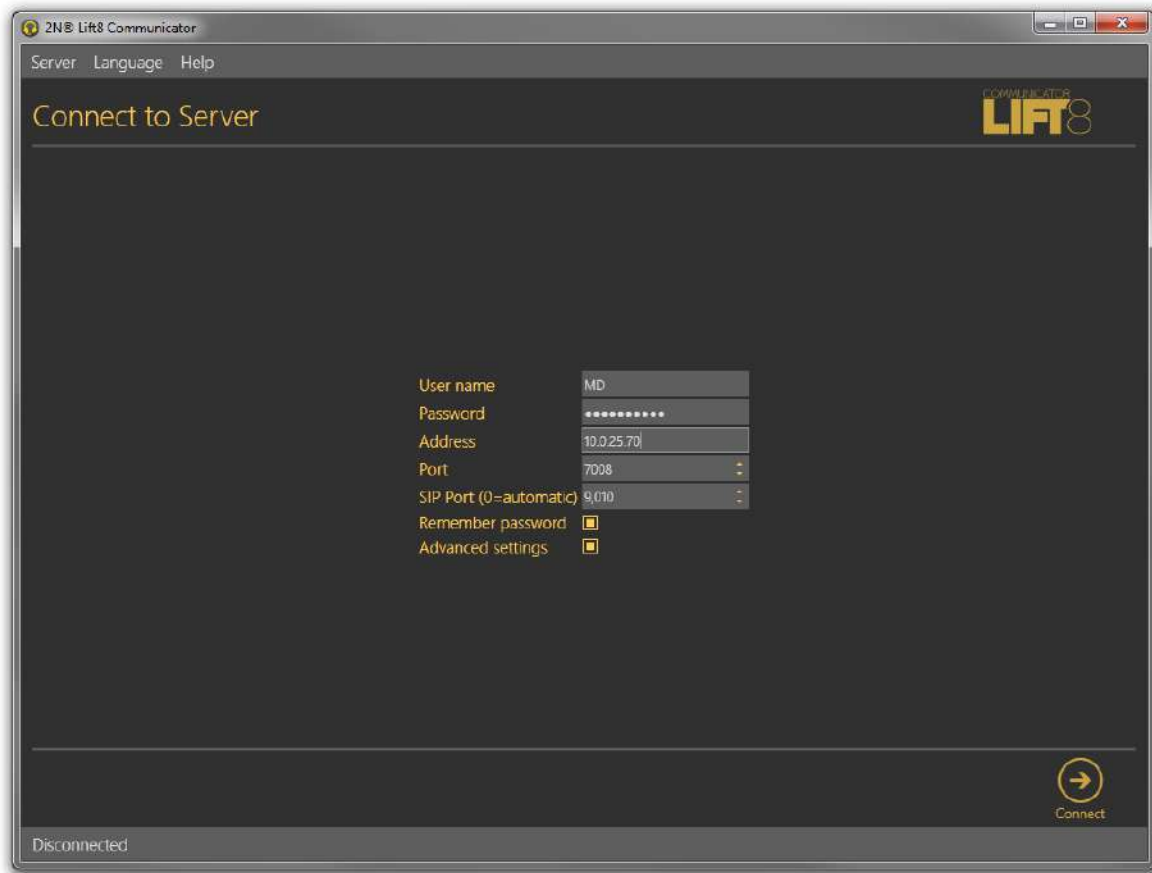 2N® Lift8 Communicator
Server Language Help
Connect to Server
COMMUNICATOR
LIFT8
User name MD
Password ••••••••••
Address 10.0.25.70
Port 7008
SIP Port (0=automatic) 9,010
Remember password
Advanced settings
Connect
Disconnected